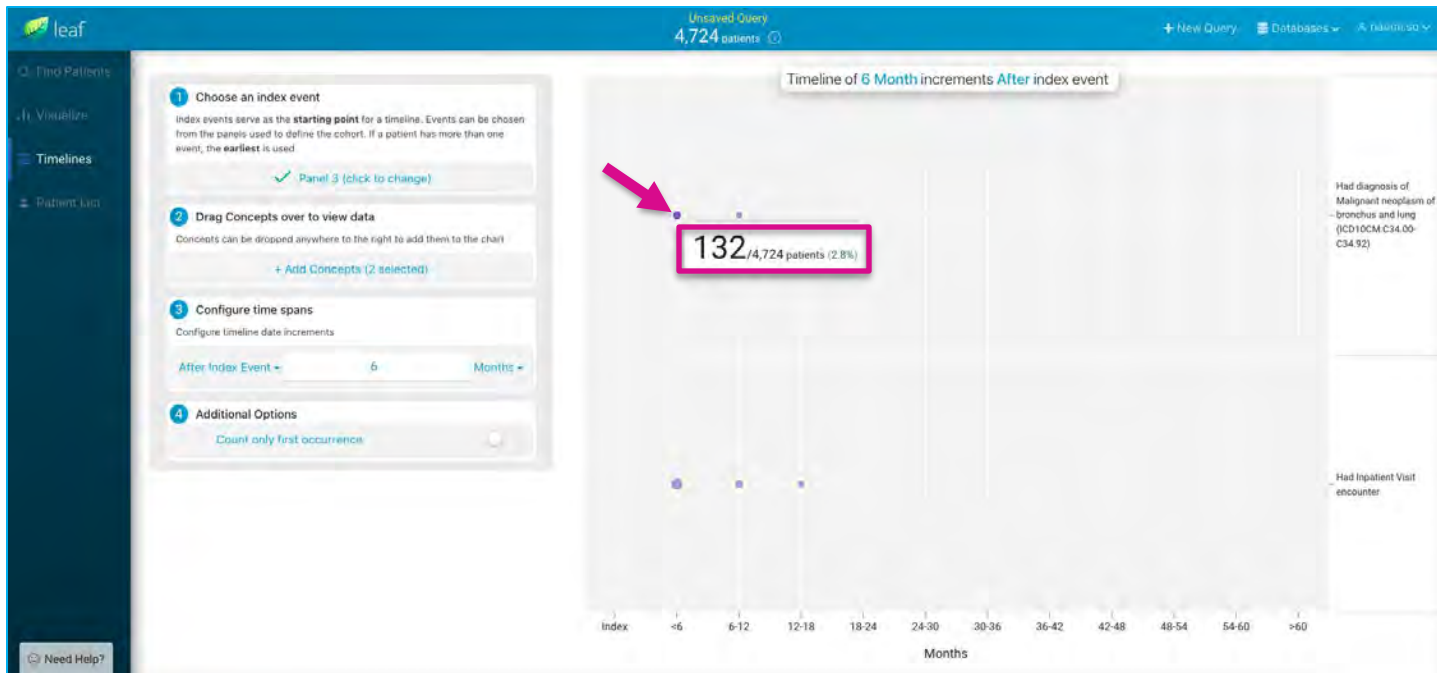 leaf
Unsaved Query
4,724 patients
+ New Query
Databases
Find Patients
Visualize
Timelines
Patient List
Need Help?
1 Choose an index event
Index events serve as the starting point for a timeline. Events can be chosen
from the panels used to define the cohort. If a patient has more than one
event, the earliest is used
Panel 3 (click to change)
2 Drag Concepts over to view data
Concepts can be dropped anywhere to the right to add them to the chart
+ Add Concepts (2 selected)
3 Configure time spans
Configure timeline date increments
After Index Event 6 Months
4 Additional Options
Count only first occurrence
Timeline of 6 Month increments After index event
132/4,724 patients (2.8%)
Had diagnosis of
Malignant neoplasm of
bronchus and lung
(ICD10CM:C34.00-
C34.92)
Had Inpatient Visit
encounter
Index <6 6-12 12-18 18-24 24-30 30-36 36-42 42-48 48-54 54-60 >60
Months